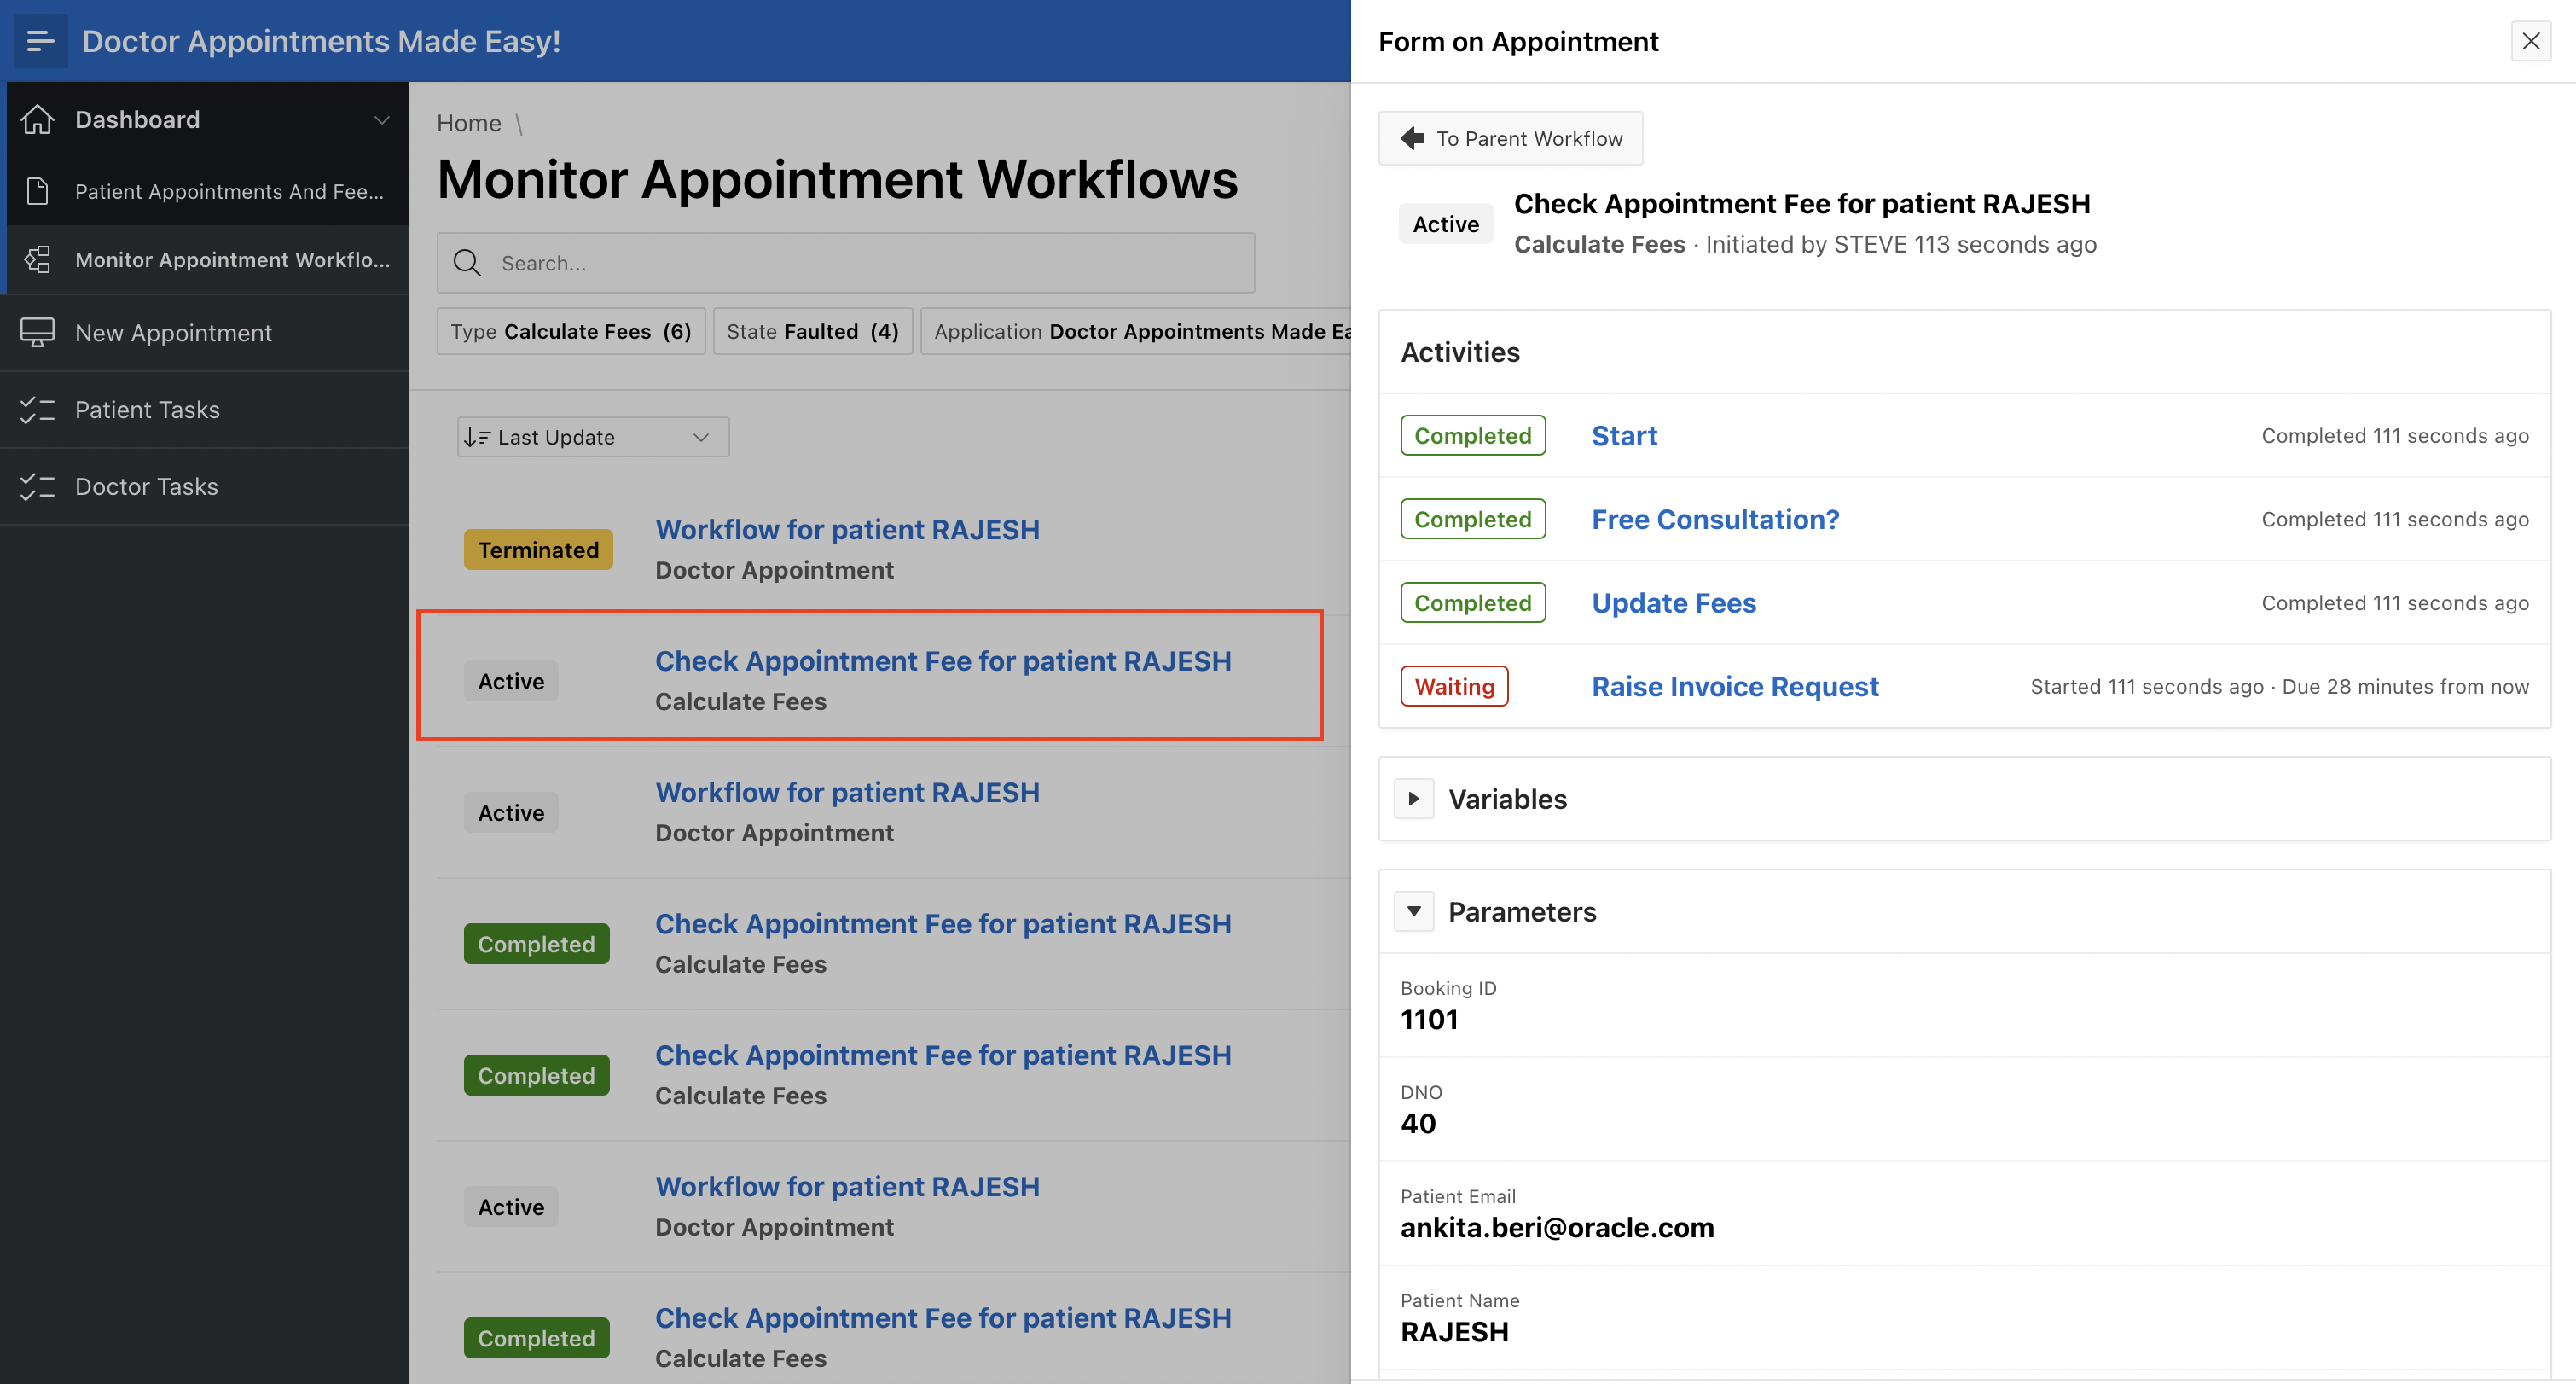 Doctor Appointments Made Easy!
Dashboard
Patient Appointments And Fee...
Monitor Appointment Workflo...
New Appointment
Patient Tasks
Doctor Tasks
Home \
Monitor Appointment Workflows
Search...
Type Calculate Fees (6) State Faulted (4) Application Doctor Appointments Made Ea
Last Update
Terminated Workflow for patient RAJESH
Doctor Appointment
Active Check Appointment Fee for patient RAJESH
Calculate Fees
Active Workflow for patient RAJESH
Doctor Appointment
Completed Check Appointment Fee for patient RAJESH
Calculate Fees
Completed Check Appointment Fee for patient RAJESH
Calculate Fees
Active Workflow for patient RAJESH
Doctor Appointment
Completed Check Appointment Fee for patient RAJESH
Calculate Fees
Form on Appointment
To Parent Workflow
Active Check Appointment Fee for patient RAJESH
Calculate Fees · Initiated by STEVE 113 seconds ago
Activities
Completed Start Completed 111 seconds ago
Completed Free Consultation? Completed 111 seconds ago
Completed Update Fees Completed 111 seconds ago
Waiting Raise Invoice Request Started 111 seconds ago · Due 28 minutes from now
Variables
Parameters
Booking ID
1101
DNO
40
Patient Email
ankita.beri@oracle.com
Patient Name
RAJESH